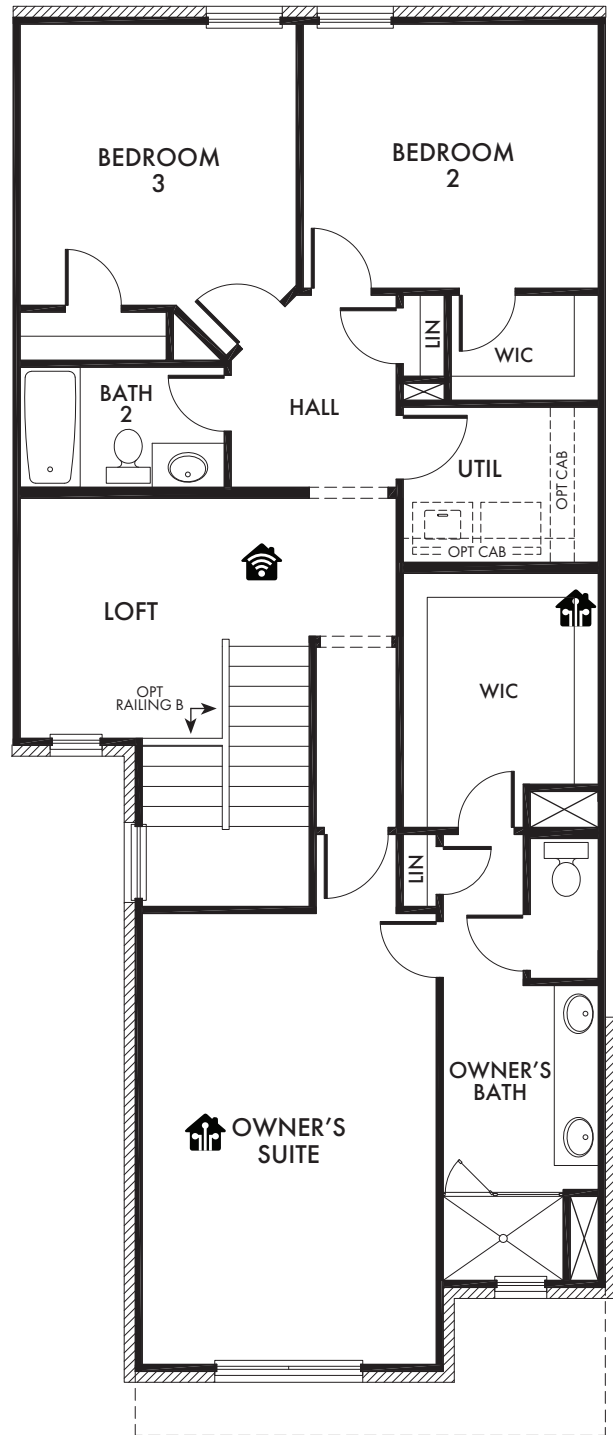 BEDROOM
3
BEDROOM
2
LIN
WIC
BATH
2
HALL
UTIL
OPT CAB
OPT CAB
LOFT
WIC
OPT
RAILING B
LIN
OWNER'S
BATH
OWNER'S
SUITE